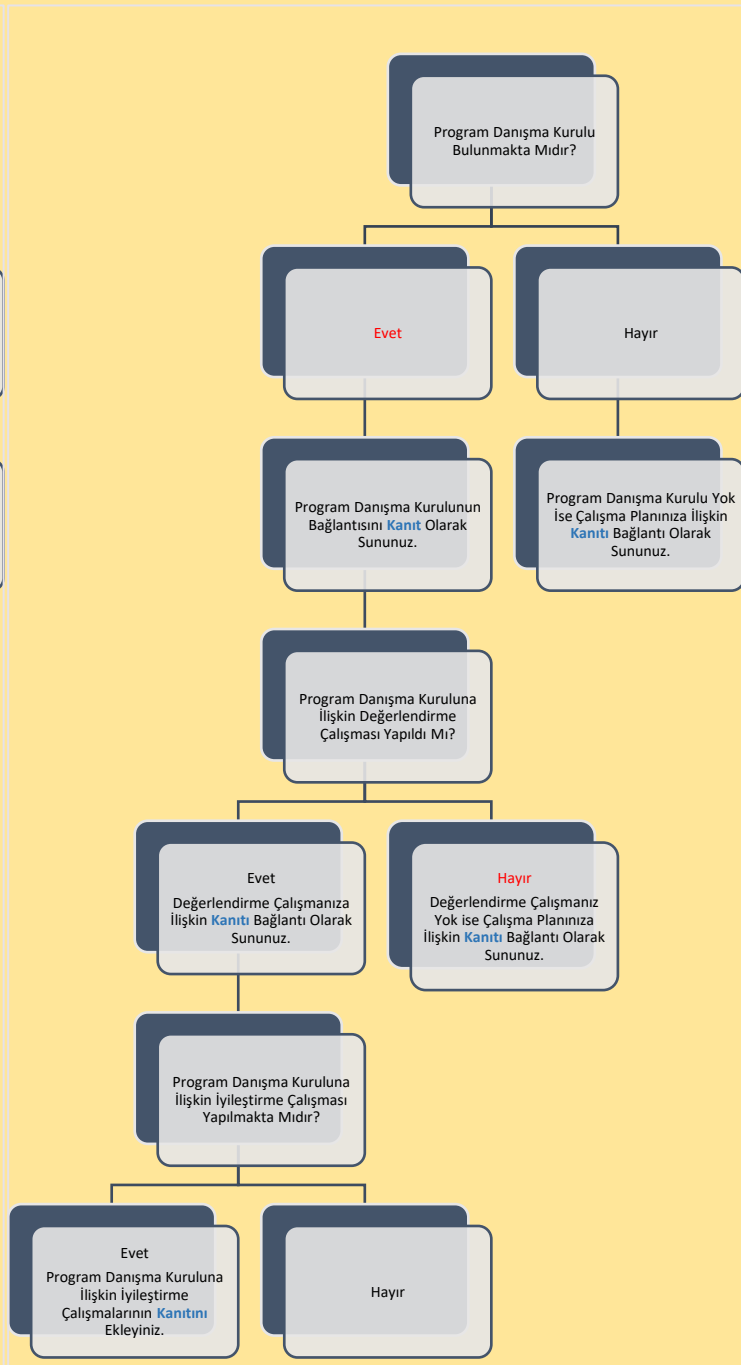 Program Danışma Kurulu
Bulunmakta Mıdır?
Evet
Hayır
Program Danışma Kurulunun
Bağlantısını Kanıt Olarak
Sununuz.
Program Danışma Kurulu Yok
İse Çalışma Planınıza İlişkin
Kanıtı Bağlantı Olarak
Sununuz.
Program Danışma Kuruluna
İlişkin Değerlendirme
Çalışması Yapıldı Mı?
Evet
Değerlendirme Çalışmanıza
İlişkin Kanıtı Bağlantı Olarak
Sununuz.
Hayır
Değerlendirme Çalışmanız
Yok ise Çalışma Planınıza
İlişkin Kanıtı Bağlantı Olarak
Sununuz.
Program Danışma Kuruluna
İlişkin İyileştirme Çalışması
Yapılmakta Mıdır?
Evet
Program Danışma Kuruluna
İlişkin İyileştirme
Çalışmalarının Kanıtını
Ekleyiniz.
Hayır